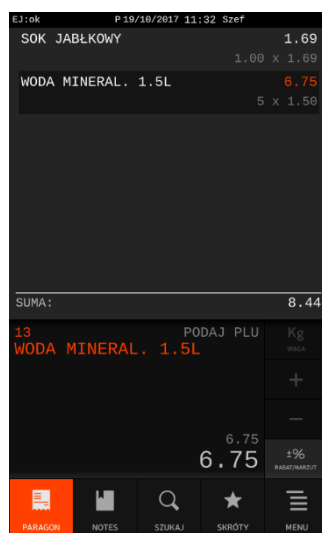 EJ:ok P 19/10/2017 11:32 Szef
SOK JABŁKOWY 1.69
1.00 x 1.69
WODA MINERAL. 1.5L 6.75
5 x 1.50
SUMA: 8.44
13 PODAJ PLU
WODA MINERAL. 1.5L
6.75
6.75
Kg
WAGA
+
−
±%
RABAT/NARZUT
PARAGON NOTES SZUKAJ SKRÓTY MENU